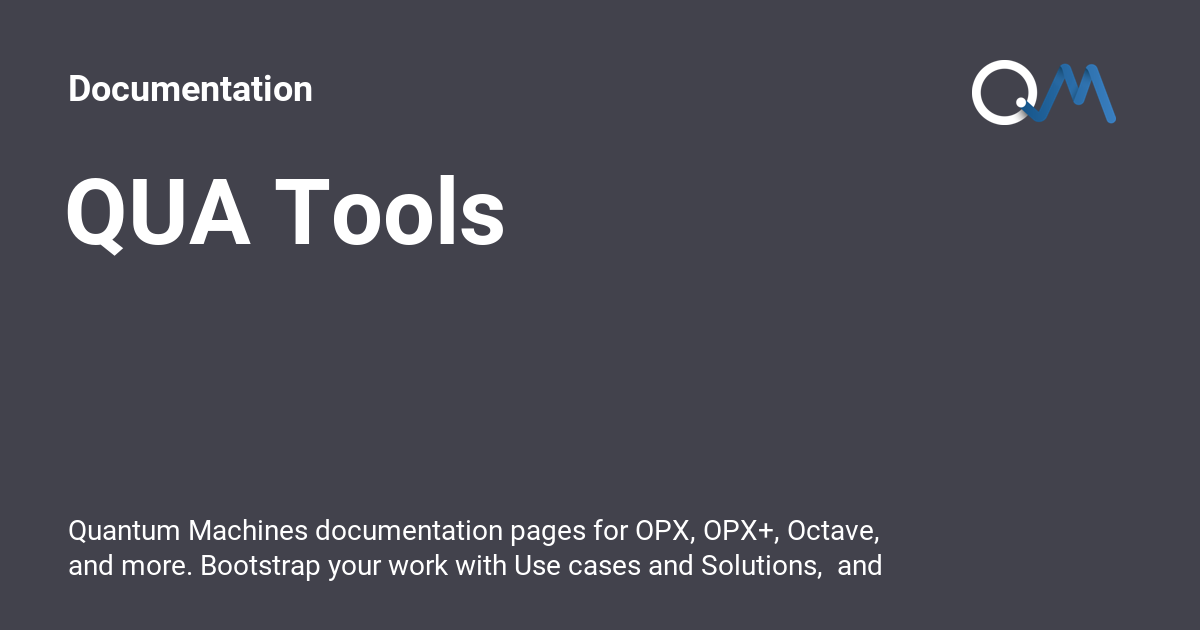 Documentation
QM
QUA Tools
Quantum Machines documentation pages for OPX, OPX+, Octave,
and more. Bootstrap your work with Use cases and Solutions,  and